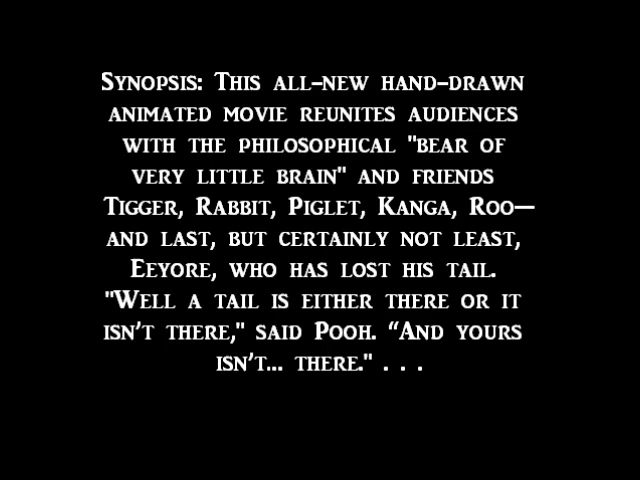 Synopsis: This all-new hand-drawn
animated movie reunites audiences
with the philosophical "bear of
very little brain" and friends
Tigger, Rabbit, Piglet, Kanga, Roo—
and last, but certainly not least,
Eeyore, who has lost his tail.
"Well a tail is either there or it
isn't there," said Pooh. “And yours
isn't... there." . . .